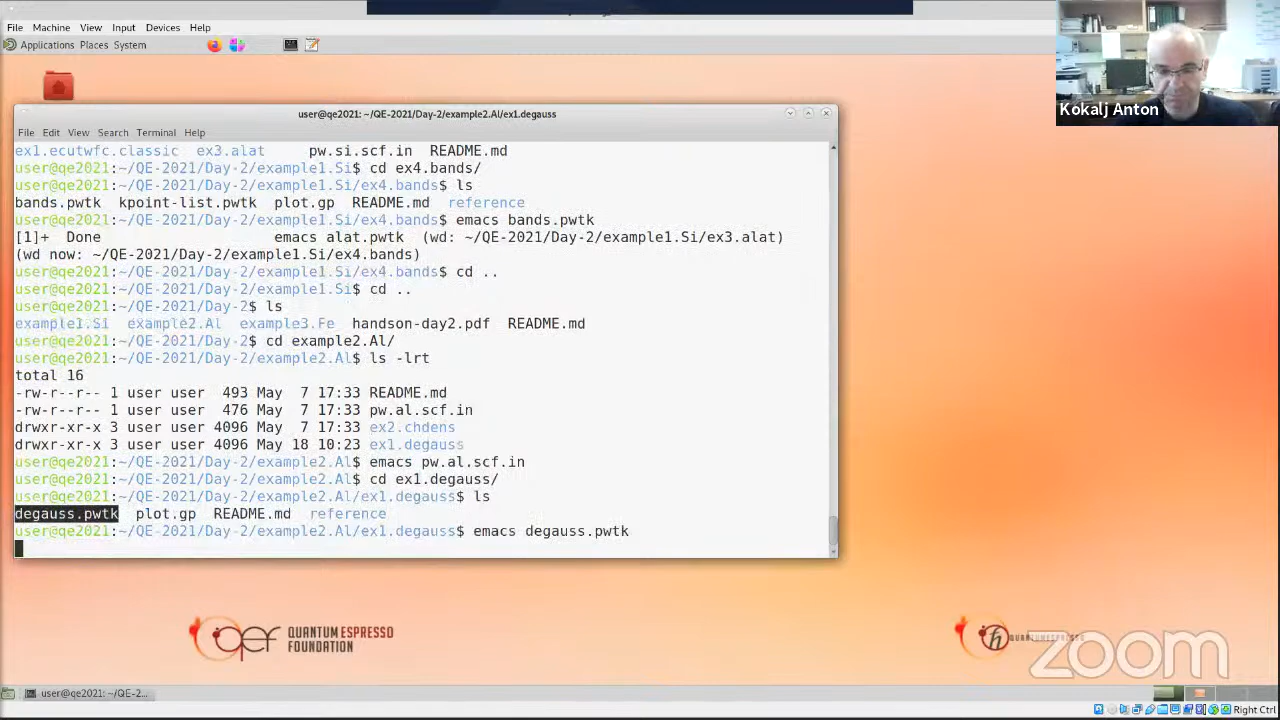 File Machine View Input Devices Help
Applications Places System
Kokalj Anton
user@qe2021: ~/QE-2021/Day-2/example2.Al/ex1.degauss
File Edit View Search Terminal Help
ex1.ecutwfc.classic ex3.alat pw.si.scf.in README.md
user@qe2021:~/QE-2021/Day-2/example1.Si$ cd ex4.bands/
user@qe2021:~/QE-2021/Day-2/example1.Si/ex4.bands$ ls
bands.pwtk kpoint-list.pwtk plot.gp README.md reference
user@qe2021:~/QE-2021/Day-2/example1.Si/ex4.bands$ emacs bands.pwtk
[1]+ Done emacs alat.pwtk (wd: ~/QE-2021/Day-2/example1.Si/ex3.alat)
(wd now: ~/QE-2021/Day-2/example1.Si/ex4.bands)
user@qe2021:~/QE-2021/Day-2/example1.Si/ex4.bands$ cd ..
user@qe2021:~/QE-2021/Day-2/example1.Si$ cd ..
user@qe2021:~/QE-2021/Day-2$ ls
example1.Si example2.Al example3.Fe handson-day2.pdf README.md
user@qe2021:~/QE-2021/Day-2$ cd example2.Al/
user@qe2021:~/QE-2021/Day-2/example2.Al$ ls -lrt
total 16
-rw-r--r-- 1 user user 493 May 7 17:33 README.md
-rw-r--r-- 1 user user 476 May 7 17:33 pw.al.scf.in
drwxr-xr-x 3 user user 4096 May 7 17:33 ex2.chdens
drwxr-xr-x 3 user user 4096 May 18 10:23 ex1.degauss
user@qe2021:~/QE-2021/Day-2/example2.Al$ emacs pw.al.scf.in
user@qe2021:~/QE-2021/Day-2/example2.Al$ cd ex1.degauss/
user@qe2021:~/QE-2021/Day-2/example2.Al/ex1.degauss$ ls
degauss.pwtk plot.gp README.md reference
user@qe2021:~/QE-2021/Day-2/example2.Al/ex1.degauss$ emacs degauss.pwtk
QUANTUM ESPRESSO
FOUNDATION
zoom
user@qe2021: ~/QE-2...
Right Ctrl